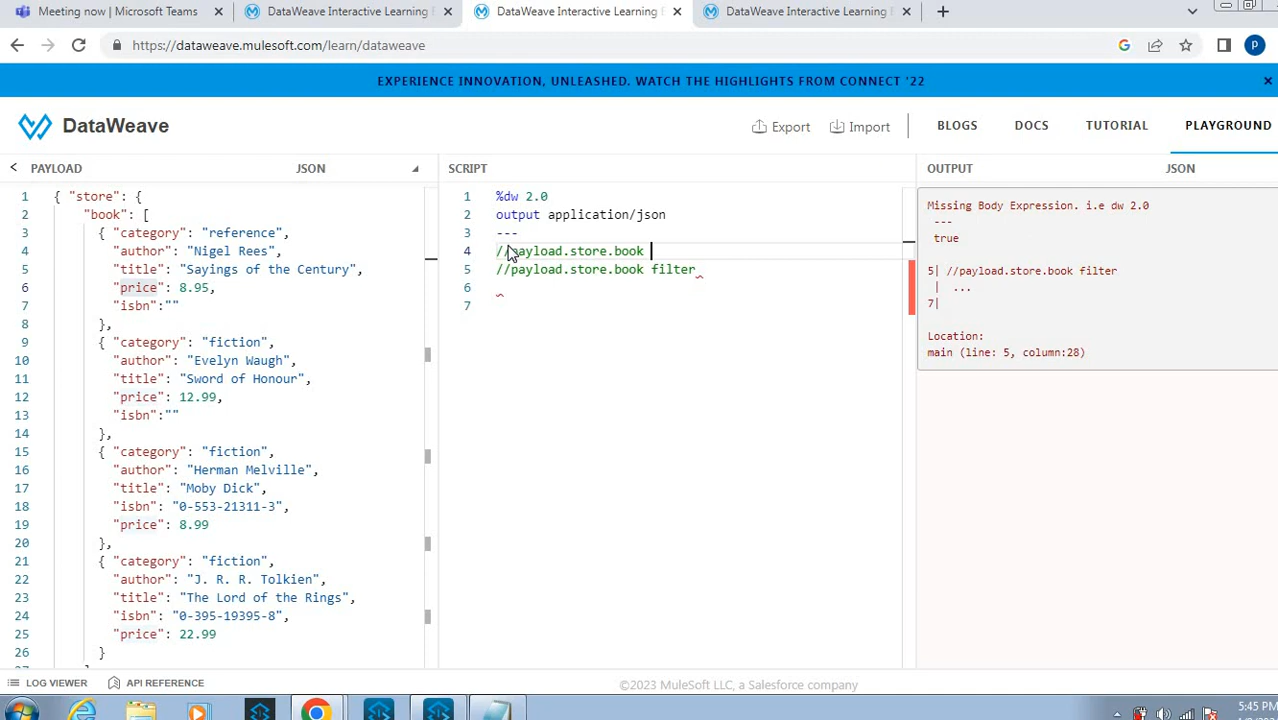 Meeting now | Microsoft Teams
DataWeave Interactive Learning E
DataWeave Interactive Learning E
DataWeave Interactive Learning E
https://dataweave.mulesoft.com/learn/dataweave
P
EXPERIENCE INNOVATION, UNLEASHED. WATCH THE HIGHLIGHTS FROM CONNECT '22
DataWeave
Export
Import
BLOGS
DOCS
TUTORIAL
PLAYGROUND
PAYLOAD
JSON
1 { "store": {
2 "book": [
3 { "category": "reference",
4 "author": "Nigel Rees",
5 "title": "Sayings of the Century",
6 "price": 8.95,
7 "isbn":""
8 },
9 { "category": "fiction",
10 "author": "Evelyn Waugh",
11 "title": "Sword of Honour",
12 "price": 12.99,
13 "isbn":""
14 },
15 { "category": "fiction",
16 "author": "Herman Melville",
17 "title": "Moby Dick",
18 "isbn": "0-553-21311-3",
19 "price": 8.99
20 },
21 { "category": "fiction",
22 "author": "J. R. R. Tolkien",
23 "title": "The Lord of the Rings",
24 "isbn": "0-395-19395-8",
25 "price": 22.99
26 }
SCRIPT
1 %dw 2.0
2 output application/json
3 ---
4 //payload.store.book
5 //payload.store.book filter
6
7
OUTPUT
JSON
Missing Body Expression. i.e dw 2.0
---
true
5| //payload.store.book filter
| ...
7|
Location:
main (line: 5, column:28)
LOG VIEWER
API REFERENCE
©2023 MuleSoft LLC, a Salesforce company
5:45 PM